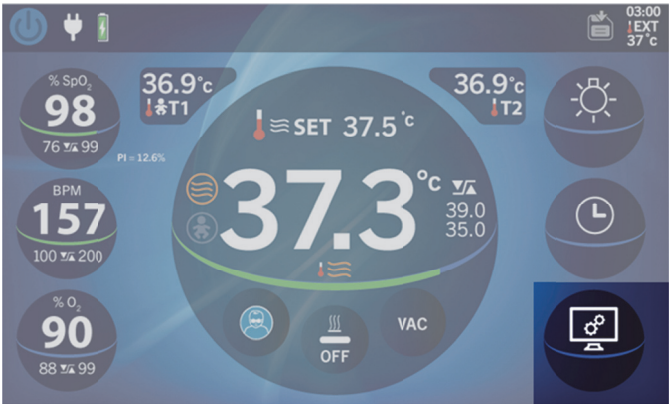 03:00
EXT
37 °C
% SpO₂
98
76 99
PI = 12.6%
36.9°C
T1
36.9°C
T2
SET 37.5 °C
37.3 °C
39.0
35.0
BPM
157
100 200
% O₂
90
88 99
OFF
VAC